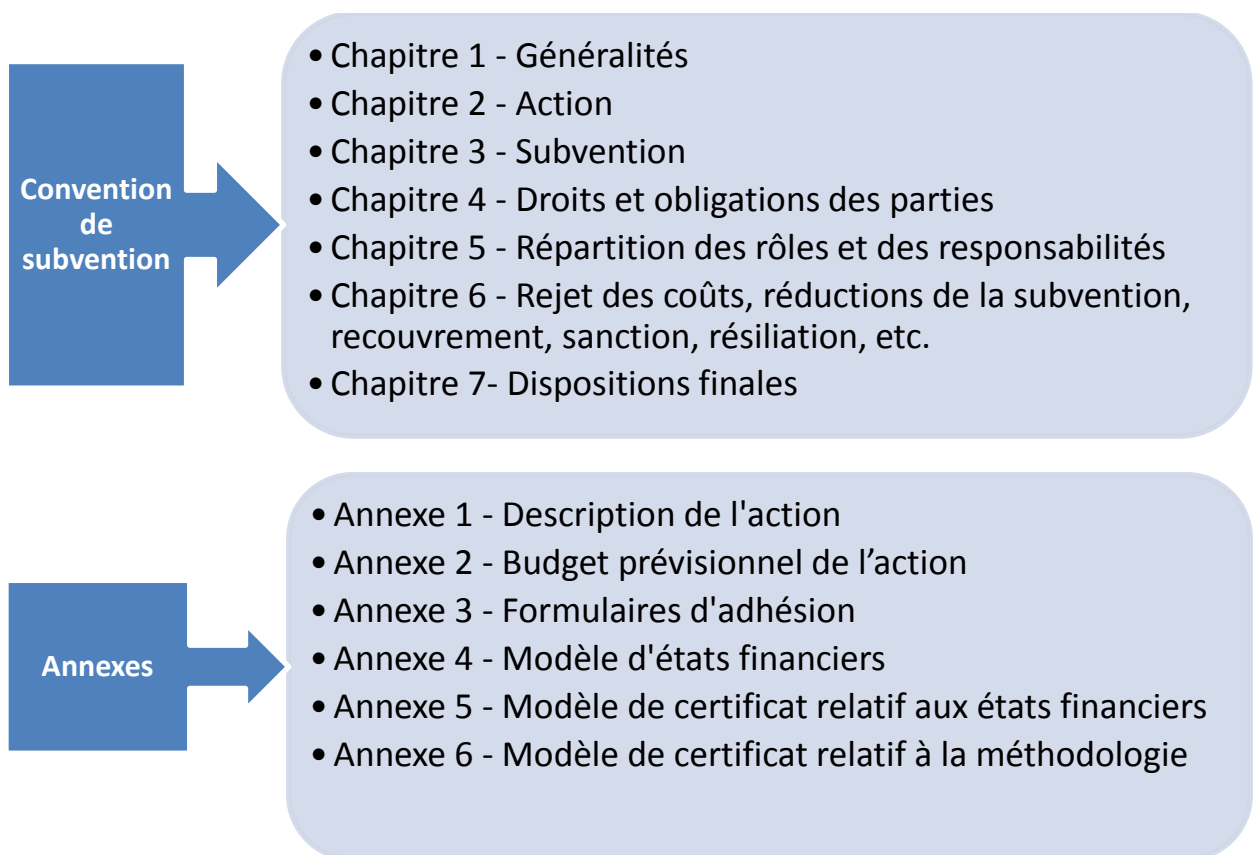 Convention
de
subvention
• Chapitre 1 - Généralités
• Chapitre 2 - Action
• Chapitre 3 - Subvention
• Chapitre 4 - Droits et obligations des parties
• Chapitre 5 - Répartition des rôles et des responsabilités
• Chapitre 6 - Rejet des coûts, réductions de la subvention,
recouvrement, sanction, résiliation, etc.
• Chapitre 7- Dispositions finales
Annexes
• Annexe 1 - Description de l'action
• Annexe 2 - Budget prévisionnel de l’action
• Annexe 3 - Formulaires d'adhésion
• Annexe 4 - Modèle d'états financiers
• Annexe 5 - Modèle de certificat relatif aux états financiers
• Annexe 6 - Modèle de certificat relatif à la méthodologie